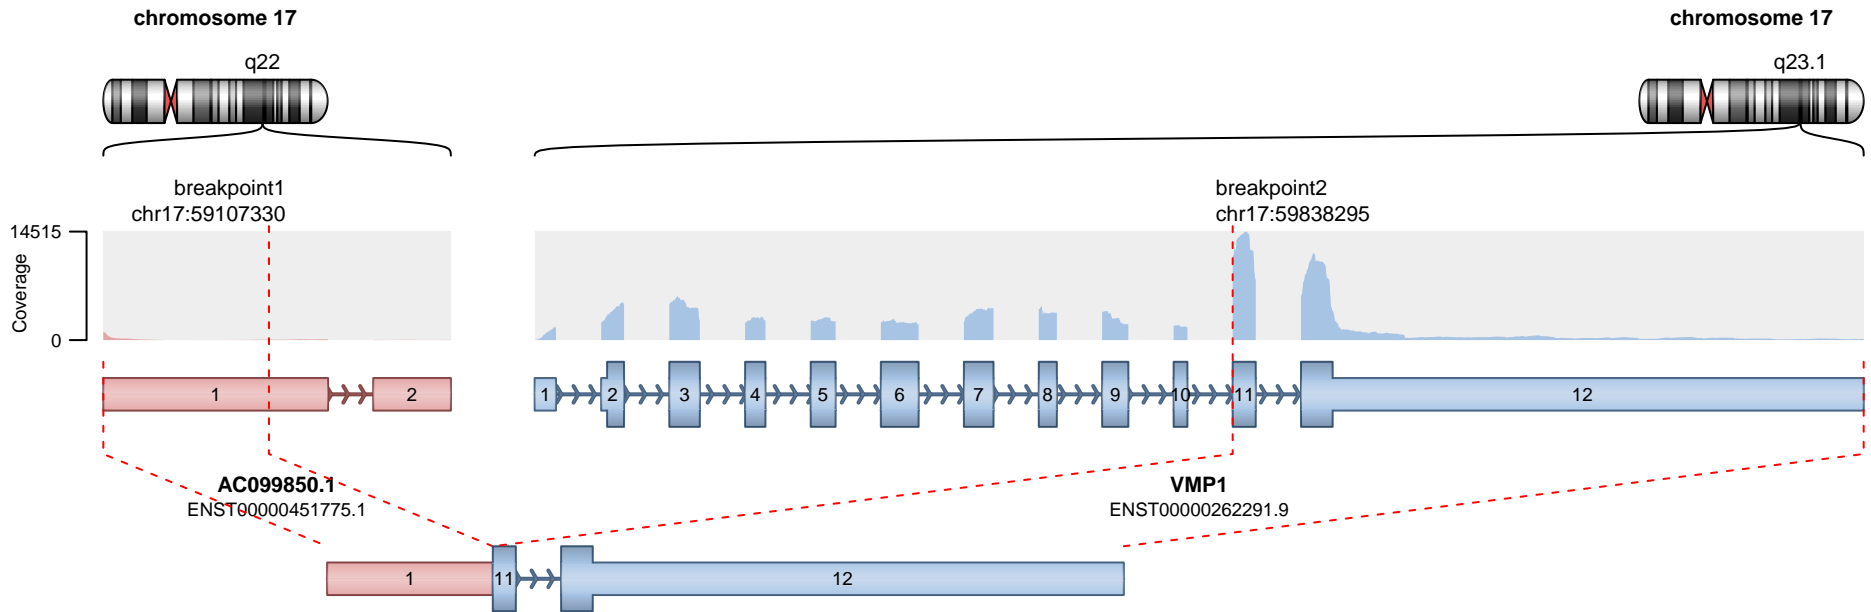 chromosome 17
chromosome 17
q22
q23.1
breakpoint1
chr17:59107330
breakpoint2
chr17:59838295
14515
0
Coverage
1 2
1 2 3 4 5 6 7 8 9 10 11 12
AC099850.1
ENST00000451775.1
VMP1
ENST00000262291.9
1 11 12